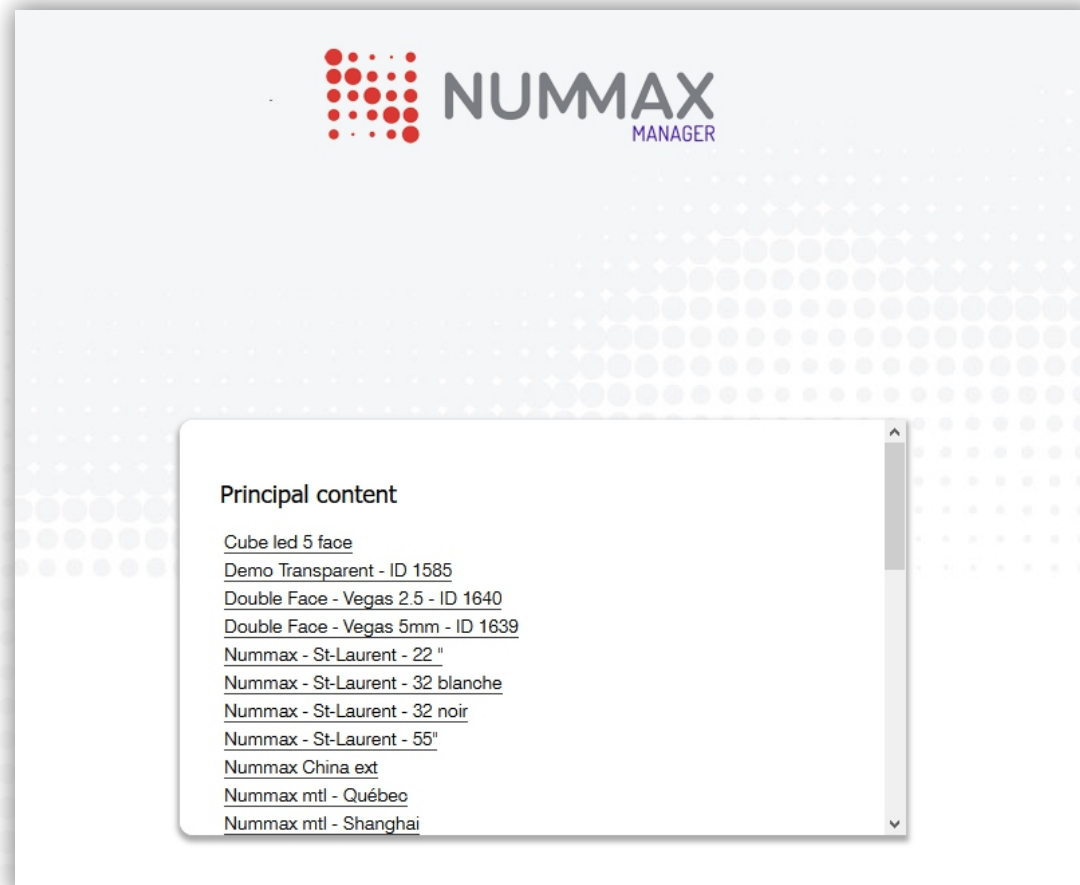 NUMMAX
MANAGER
Principal content
Cube led 5 face
Demo Transparent - ID 1585
Double Face - Vegas 2.5 - ID 1640
Double Face - Vegas 5mm - ID 1639
Nummax - St-Laurent - 22 "
Nummax - St-Laurent - 32 blanche
Nummax - St-Laurent - 32 noir
Nummax - St-Laurent - 55"
Nummax China ext
Nummax mtl - Québec
Nummax mtl - Shanghai